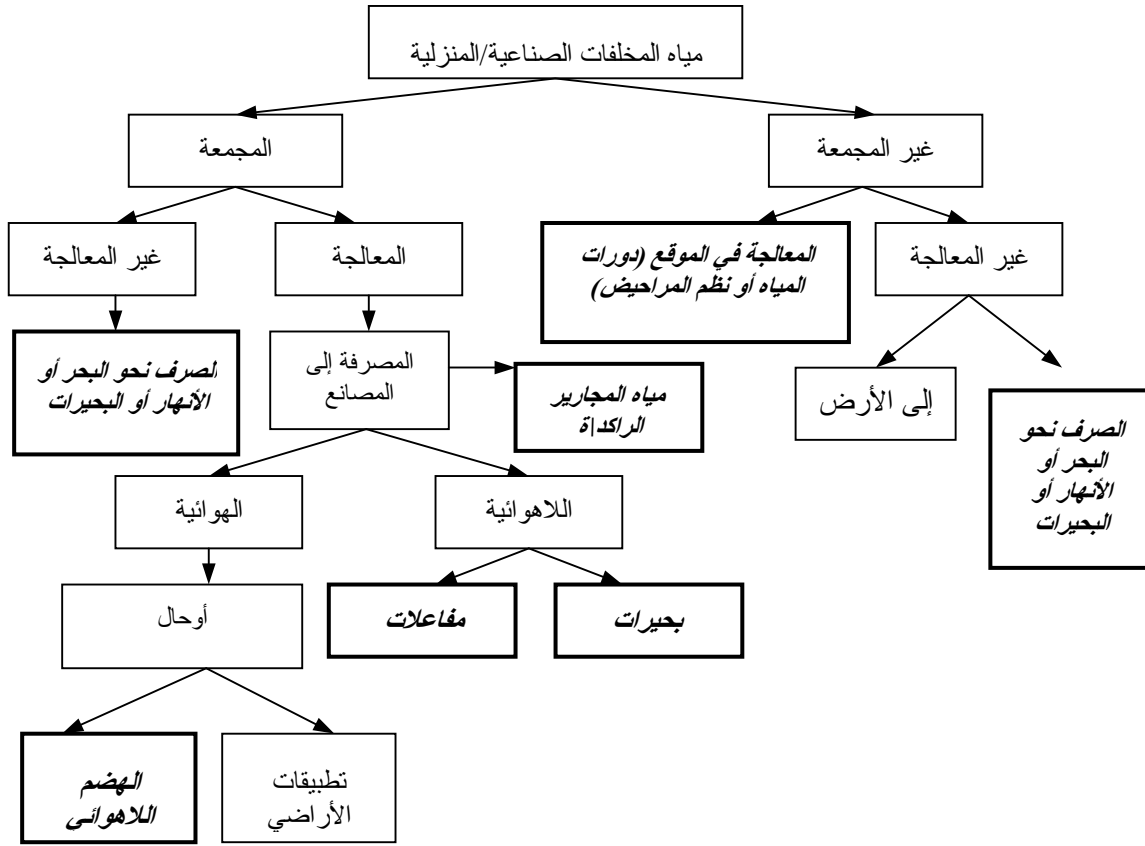 مياه المخلفات الصناعية/المنزلية
المجمعة
غير المجمعة
غير المعالجة
المعالجة
المعالجة في الموقع (دورات
المياه أو نظم المراحيض)
غير المعالجة
الصرف نحو البحر أو
الأنهار أو البحيرات
المصرفة إلى
المصانع
مياه المجارير
الراكد|ة
إلى الأرض
الصرف نحو
البحر أو
الأنهار أو
البحيرات
الهوائية
اللاهوائية
أوحال
مفاعلات
بحيرات
الهضم
اللاهوائي
تطبيقات
الأراضي